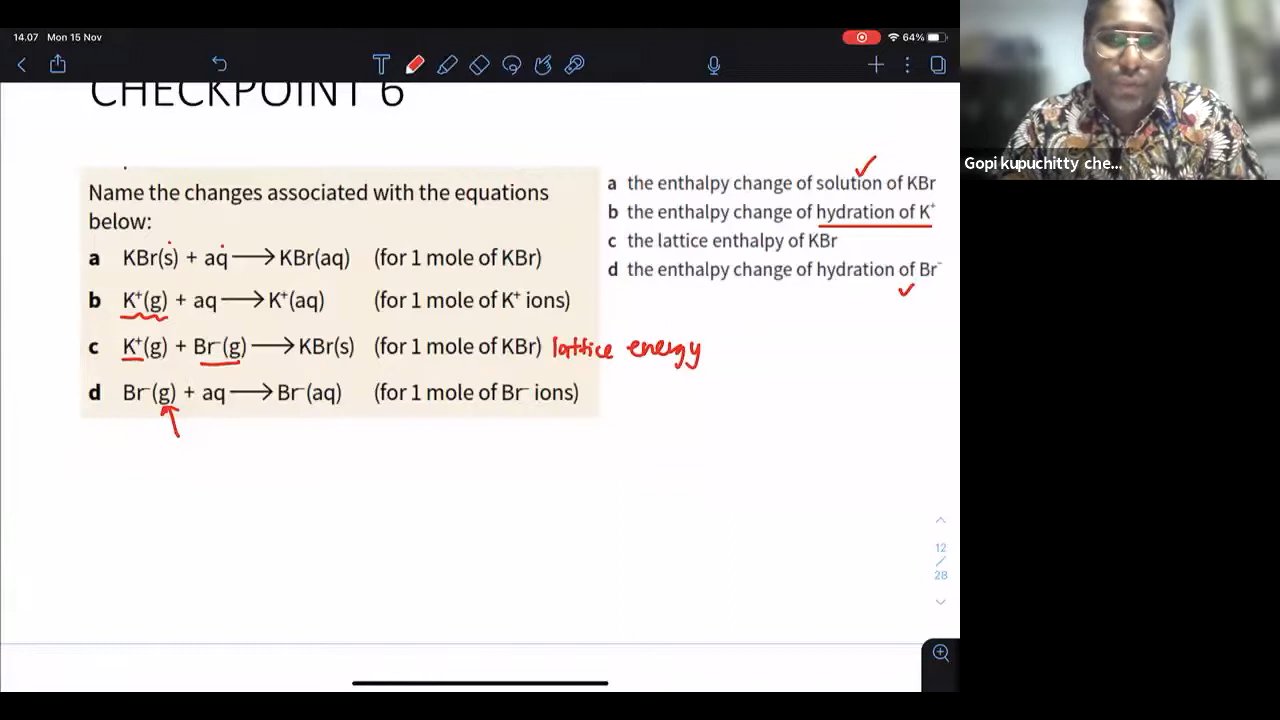 14.07 Mon 15 Nov
64%
CHECKPOINT 6
Gopi kupuchitty che...
Name the changes associated with the equations
below:
a KBr(s) + aq ⟶ KBr(aq) (for 1 mole of KBr)
b K⁺(g) + aq ⟶ K⁺(aq) (for 1 mole of K⁺ ions)
c K⁺(g) + Br⁻(g) ⟶ KBr(s) (for 1 mole of KBr) lattice energy
d Br⁻(g) + aq ⟶ Br⁻(aq) (for 1 mole of Br⁻ ions)
a the enthalpy change of solution of KBr
b the enthalpy change of hydration of K⁺
c the lattice enthalpy of KBr
d the enthalpy change of hydration of Br⁻
12
/
28